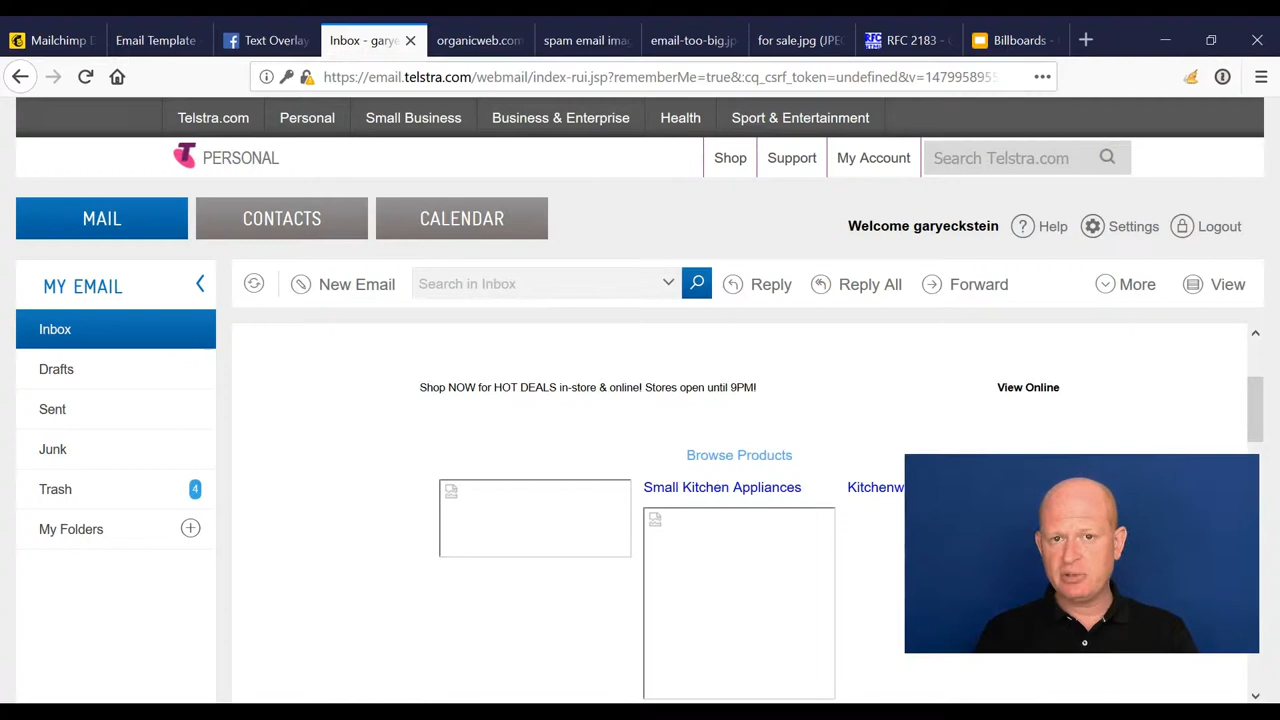 Mailchimp
Email Template
Text Overlay
Inbox - garye
organicweb.com
spam email ima
email-too-big.jp
for sale.jpg (JPE
RFC 2183 -
Billboards -
https://email.telstra.com/webmail/index-rui.jsp?rememberMe=true&:cq_csrf_token=undefined&v=1479958955
Telstra.com
Personal
Small Business
Business & Enterprise
Health
Sport & Entertainment
T PERSONAL
Shop
Support
My Account
Search Telstra.com
MAIL
CONTACTS
CALENDAR
Welcome garyeckstein
? Help
Settings
Logout
MY EMAIL
New Email
Search in Inbox
Reply
Reply All
Forward
More
View
Inbox
Drafts
Sent
Junk
Trash 4
My Folders
Shop NOW for HOT DEALS in-store & online! Stores open until 9PM!
View Online
Browse Products
Small Kitchen Appliances
Kitchenw